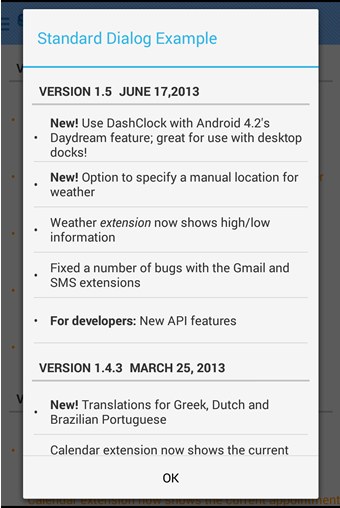 Standard Dialog Example
VERSION 1.5 JUNE 17,2013
New! Use DashClock with Android 4.2's
• Daydream feature; great for use with desktop
docks!
• New! Option to specify a manual location for
weather
• Weather extension now shows high/low
information
• Fixed a number of bugs with the Gmail and
SMS extensions
• For developers: New API features
VERSION 1.4.3 MARCH 25, 2013
• New! Translations for Greek, Dutch and
Brazilian Portuguese
Calendar extension now shows the current
OK
Calendar extension now shows the current appointment